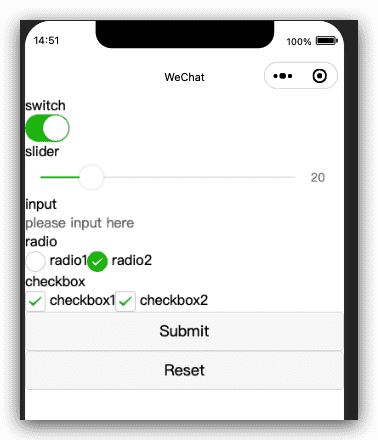 14:51 100%
WeChat
switch
slider
20
input
please input here
radio
radio1 radio2
checkbox
checkbox1 checkbox2
Submit
Reset